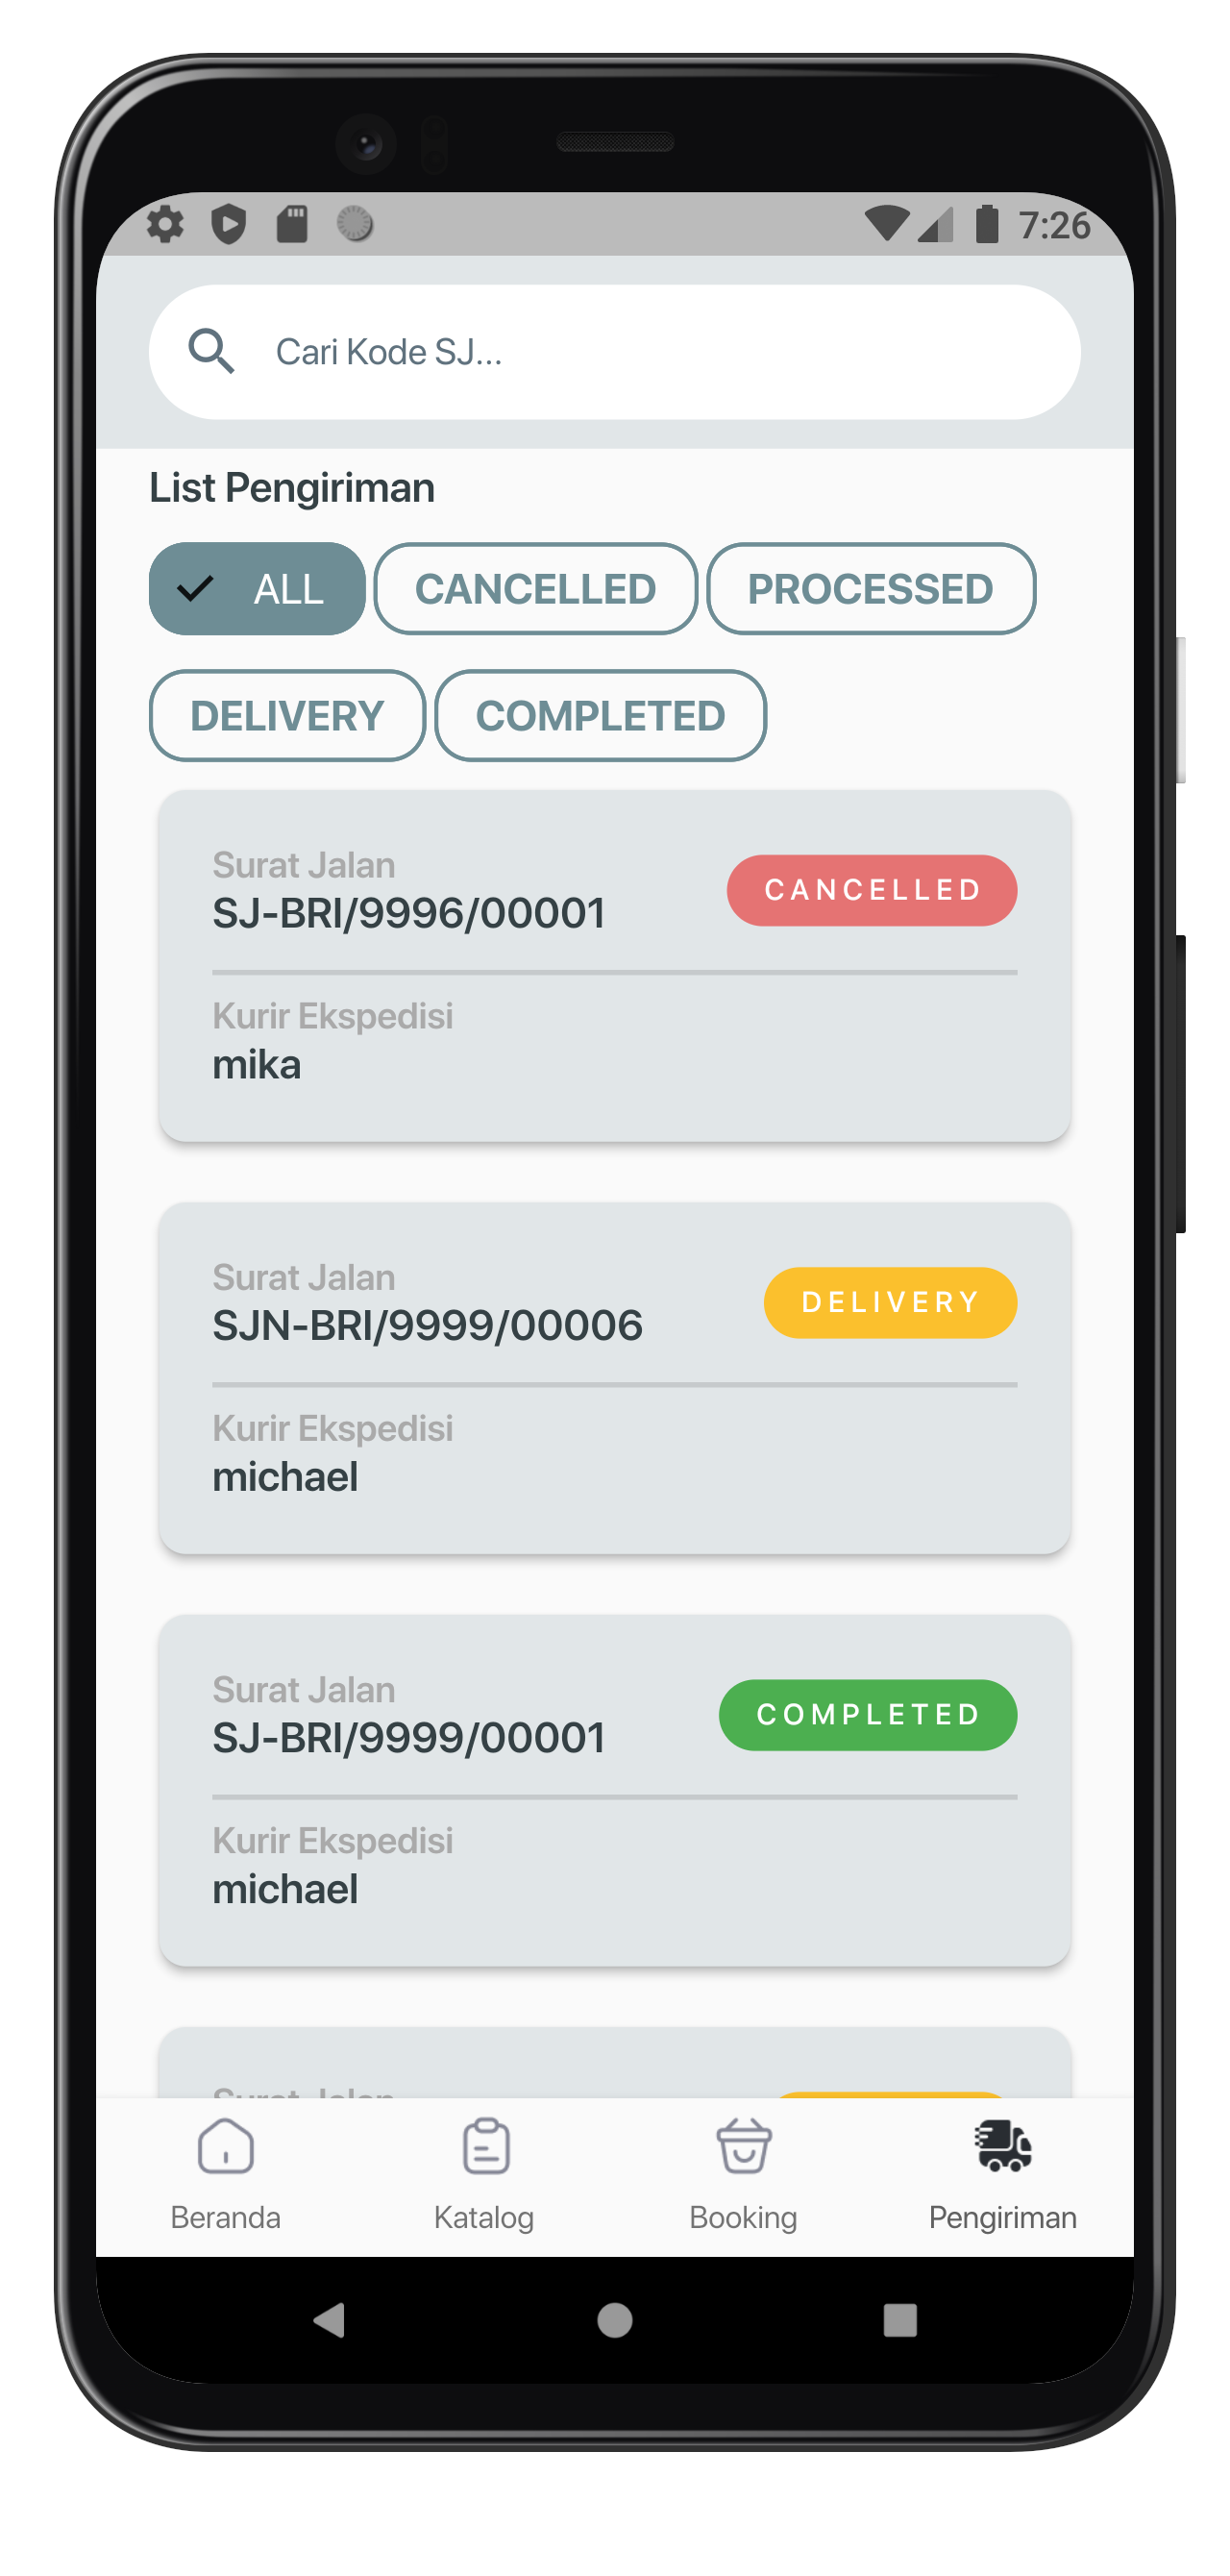 7:26
Cari Kode SJ...
List Pengiriman
ALL CANCELLED PROCESSED
DELIVERY COMPLETED
Surat Jalan
SJ-BRI/9996/00001
CANCELLED
Kurir Ekspedisi
mika
Surat Jalan
SJN-BRI/9999/00006
DELIVERY
Kurir Ekspedisi
michael
Surat Jalan
SJ-BRI/9999/00001
COMPLETED
Kurir Ekspedisi
michael
Surat Jalan
Beranda Katalog Booking Pengiriman